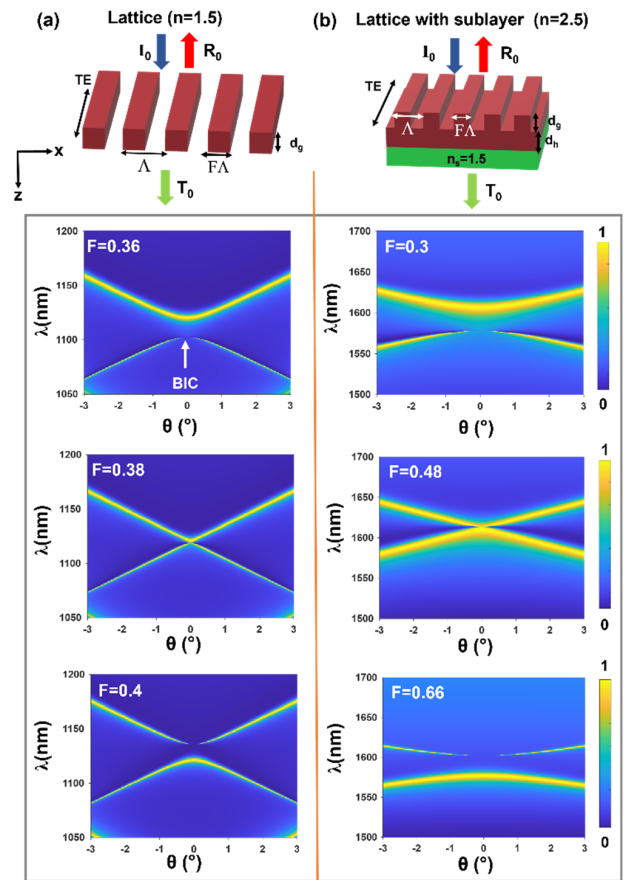 (a) Lattice (n=1.5)
I₀ R₀
TE
Λ FΛ d_g
x
z
T₀
(b) Lattice with sublayer (n=2.5)
I₀ R₀
TE
Λ FΛ d_g
d_h
n_s=1.5
T₀
F=0.36
λ(nm)
1200
1150
1100
1050
BIC
-3 -2 -1 0 1 2 3
θ (°)
F=0.3
λ(nm)
1700
1650
1600
1550
1500
-3 -2 -1 0 1 2 3
θ (°)
1
0
F=0.38
λ(nm)
1200
1150
1100
1050
-3 -2 -1 0 1 2 3
θ (°)
F=0.48
λ(nm)
1700
1650
1600
1550
1500
-3 -2 -1 0 1 2 3
θ (°)
1
0
F=0.4
λ(nm)
1200
1150
1100
1050
-3 -2 -1 0 1 2 3
θ (°)
F=0.66
λ(nm)
1700
1650
1600
1550
1500
-3 -2 -1 0 1 2 3
θ (°)
1
0